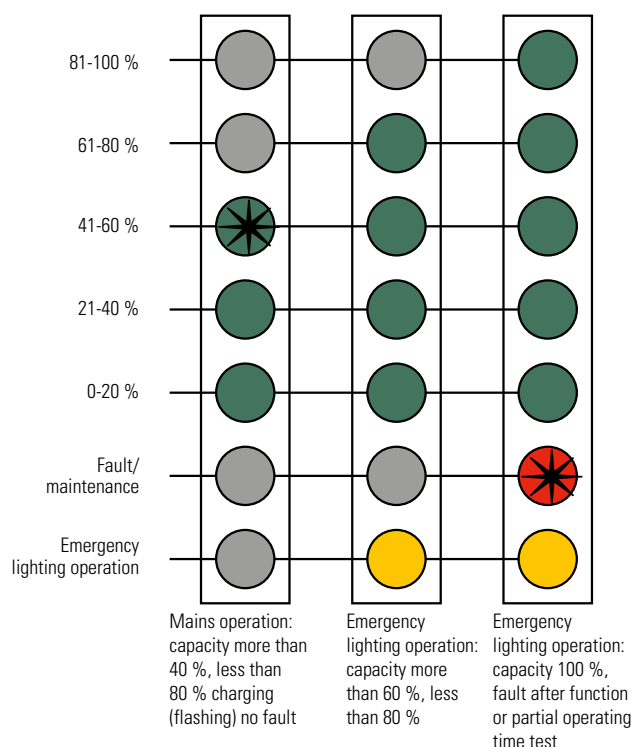 81-100 %
61-80 %
41-60 %
21-40 %
0-20 %
Fault/
maintenance
Emergency
lighting operation
Mains operation:
capacity more than
40 %, less than
80 % charging
(flashing) no fault
Emergency
lighting operation:
capacity more
than 60 %, less
than 80 %
Emergency
lighting operation:
capacity 100 %,
fault after function
or partial operating
time test